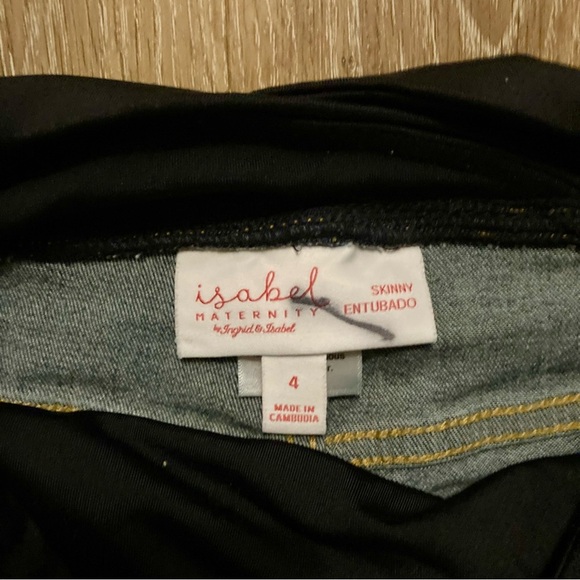 isabel
MATERNITY
by Ingrid & Isabel
SKINNY
ENTUBADO
4
MADE IN
CAMBODIA